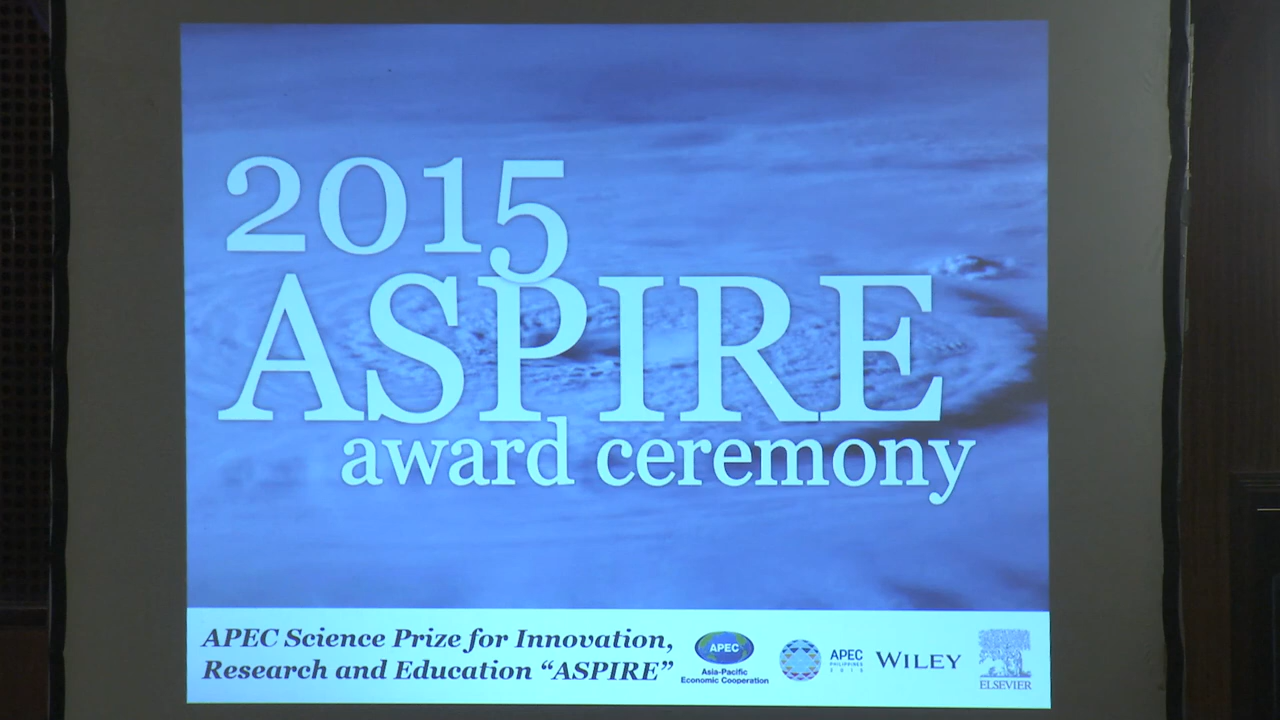 2015
ASPIRE
award ceremony
APEC Science Prize for Innovation,
Research and Education “ASPIRE”
APEC
Asia-Pacific
Economic Cooperation
APEC
PHILIPPINES
2015
WILEY
ELSEVIER